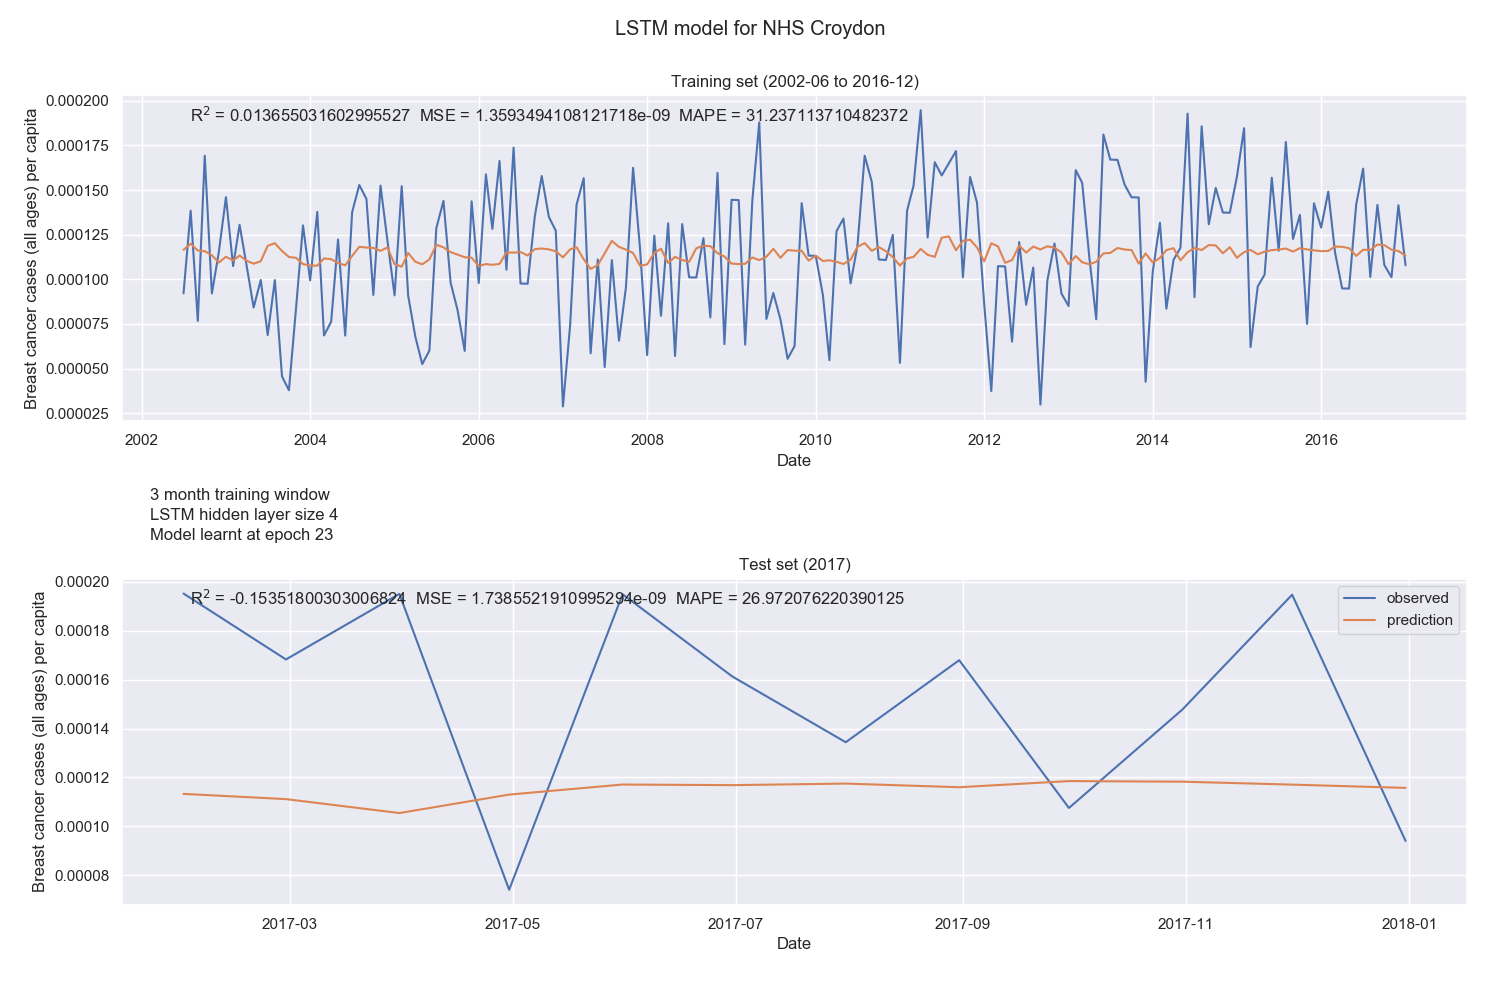 LSTM model for NHS Croydon
Training set (2002-06 to 2016-12)
R² = 0.013655031602995527 MSE = 1.3593494108121718e-09 MAPE = 31.237113710482372
Breast cancer cases (all ages) per capita
0.000200
0.000175
0.000150
0.000125
0.000100
0.000075
0.000050
0.000025
2002 2004 2006 2008 2010 2012 2014 2016
Date
3 month training window
LSTM hidden layer size 4
Model learnt at epoch 23
Test set (2017)
R² = -0.15351800303006824 MSE = 1.7385521910995294e-09 MAPE = 26.972076220390125
observed
prediction
Breast cancer cases (all ages) per capita
0.00020
0.00018
0.00016
0.00014
0.00012
0.00010
0.00008
2017-03 2017-05 2017-07 2017-09 2017-11 2018-01
Date